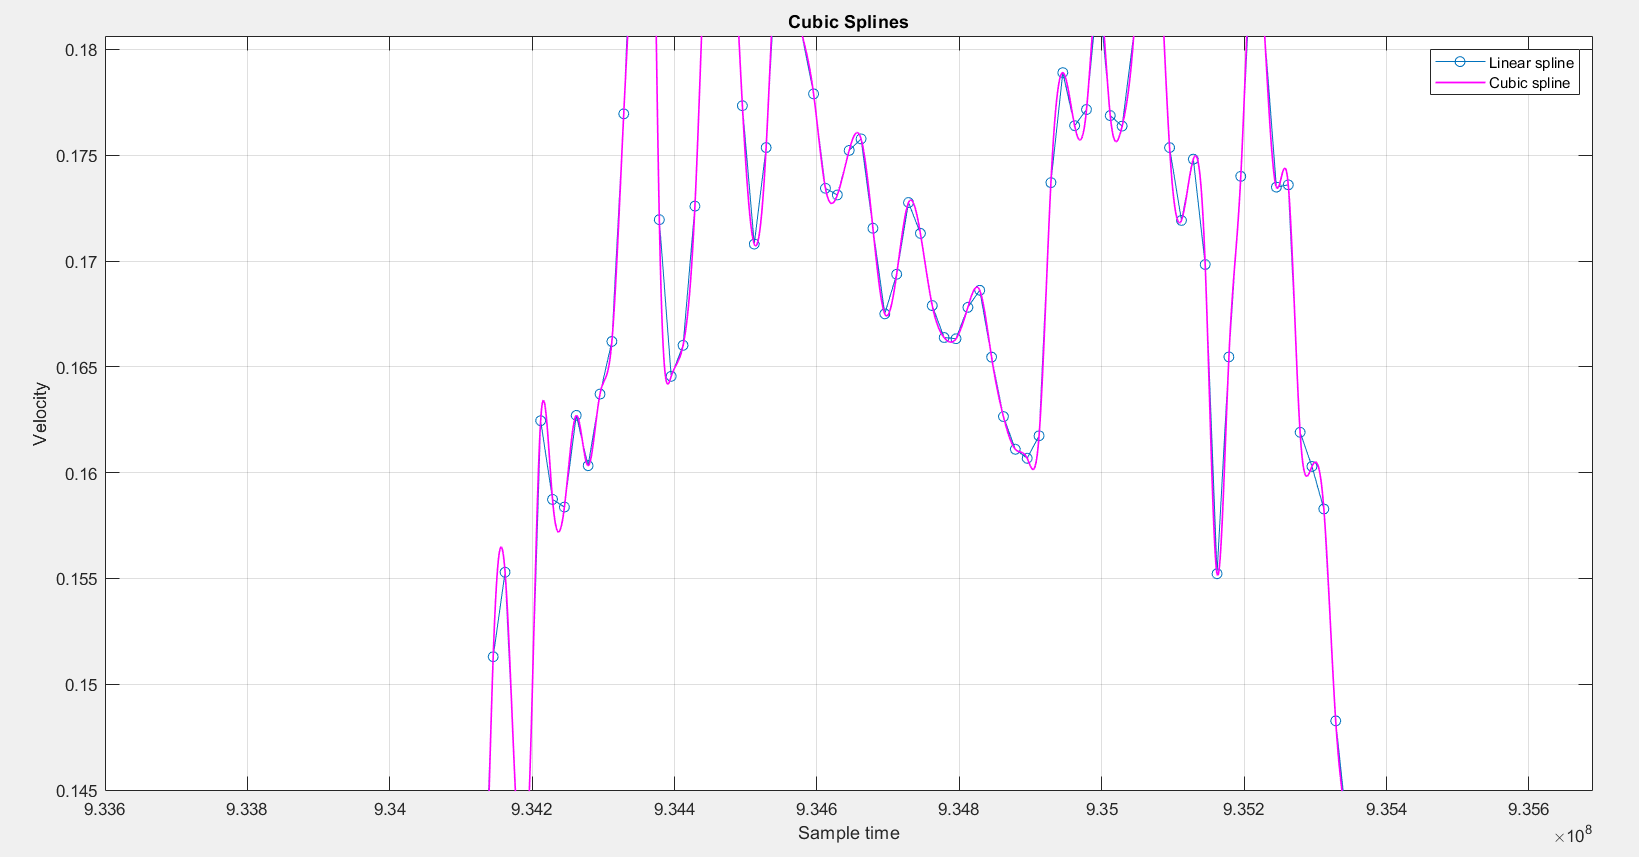 Cubic Splines
Linear spline
Cubic spline
0.18
0.175
0.17
0.165
0.16
0.155
0.15
0.145
Velocity
9.336 9.338 9.34 9.342 9.344 9.346 9.348 9.35 9.352 9.354 9.356
Sample time
×10⁸